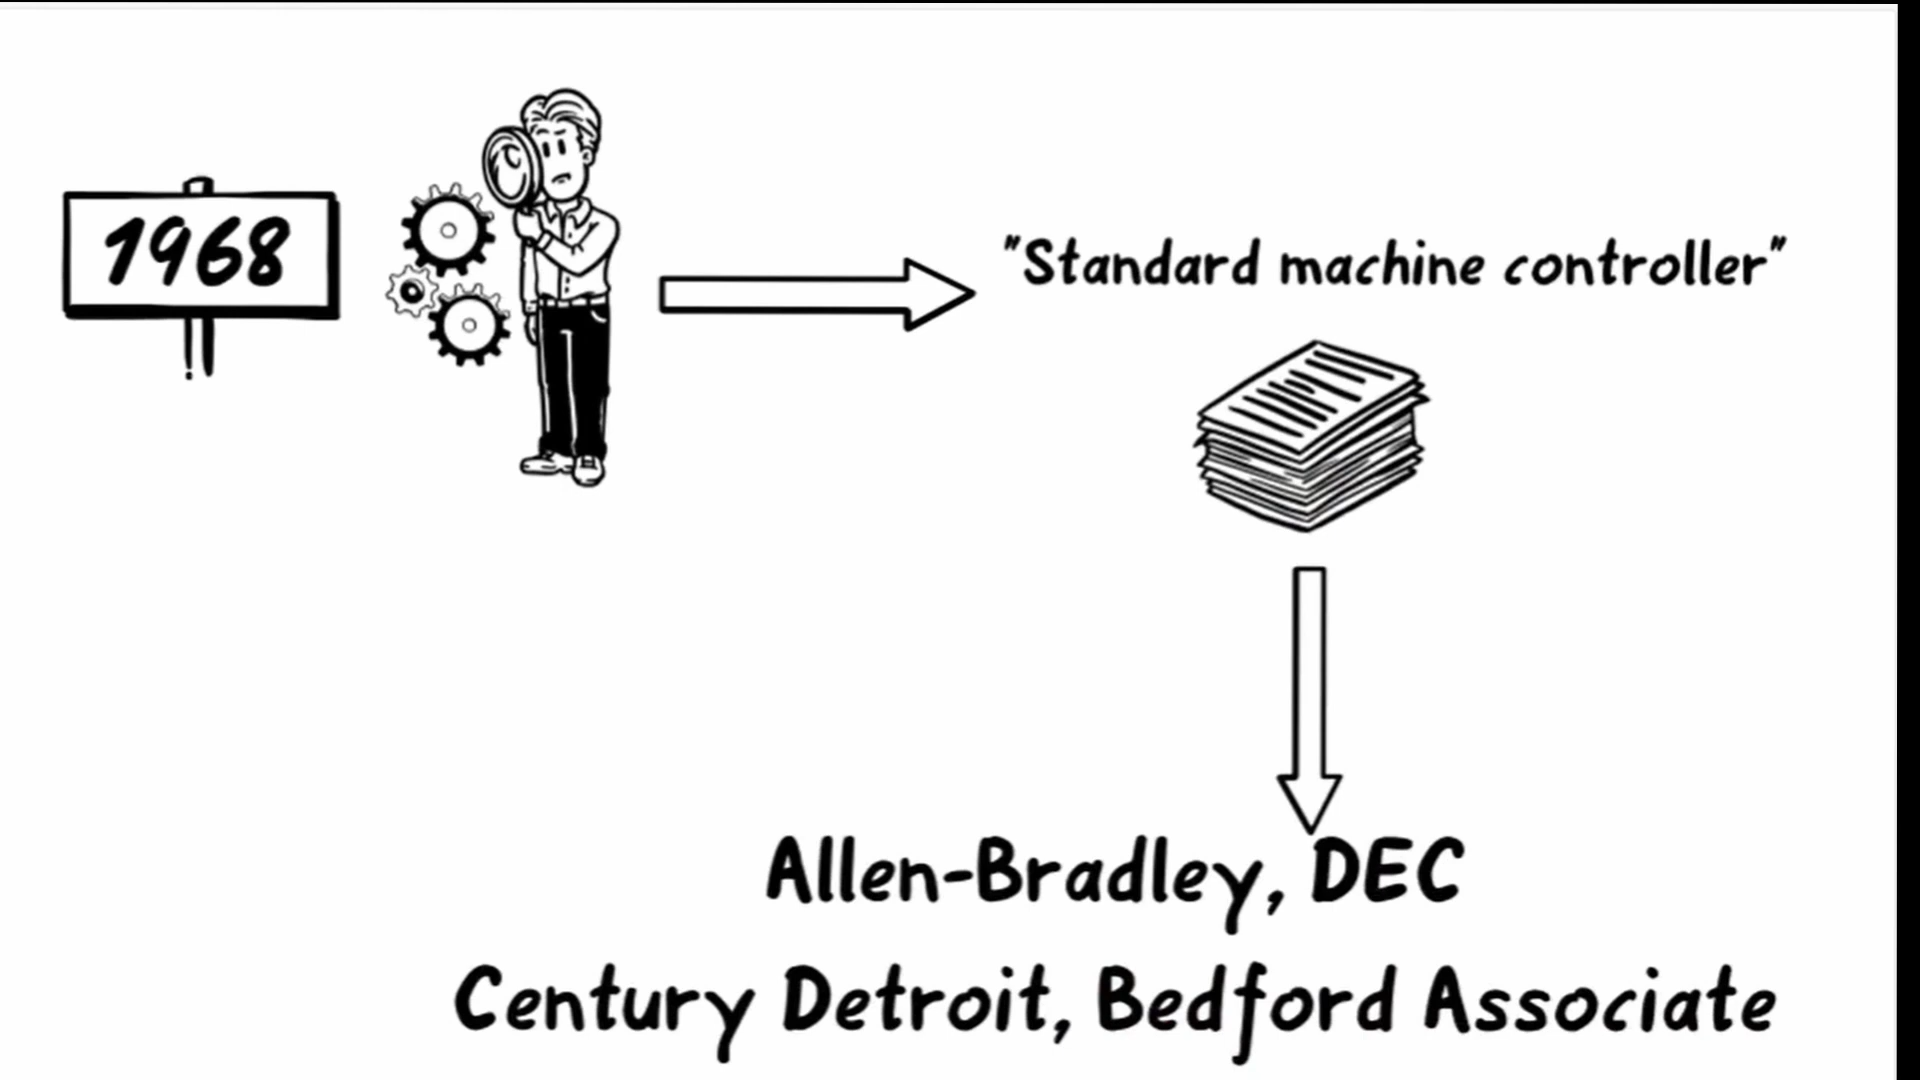 1968
"Standard machine controller"
Allen-Bradley, DEC
Century Detroit, Bedford Associate